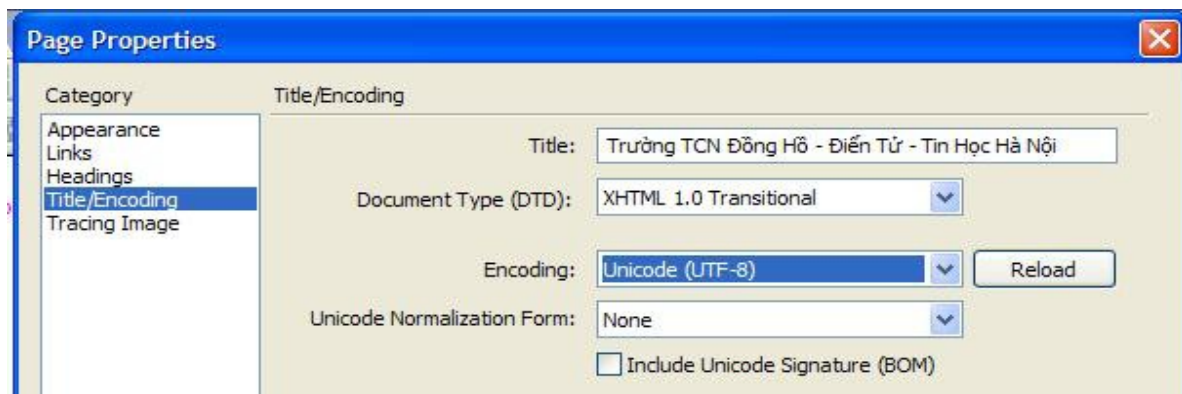 Page Properties
Category
Appearance
Links
Headings
Title/Encoding
Tracing Image
Title/Encoding
Title: Trường TCN Đồng Hồ - Điến Tử - Tin Học Hà Nội
Document Type (DTD): XHTML 1.0 Transitional
Encoding: Unicode (UTF-8) Reload
Unicode Normalization Form: None
Include Unicode Signature (BOM)